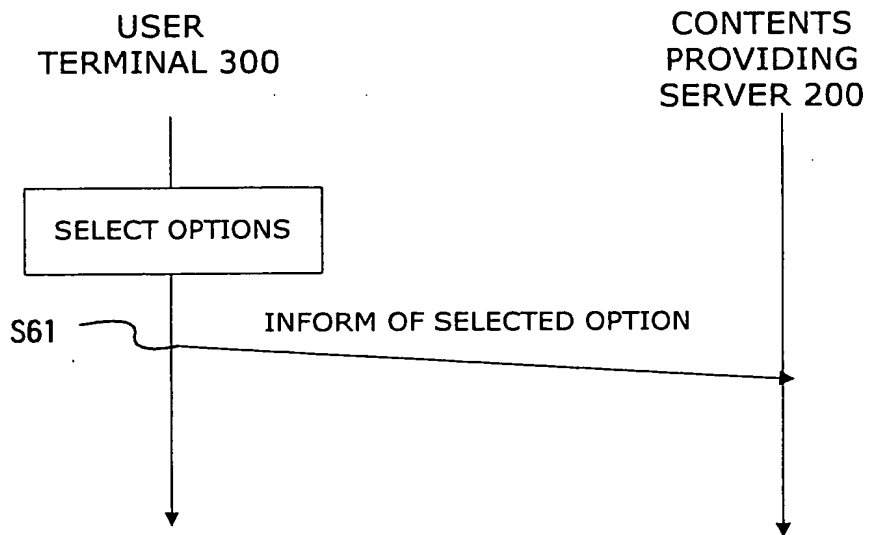 USER
TERMINAL 300
CONTENTS
PROVIDING
SERVER 200
SELECT OPTIONS
S61
INFORM OF SELECTED OPTION